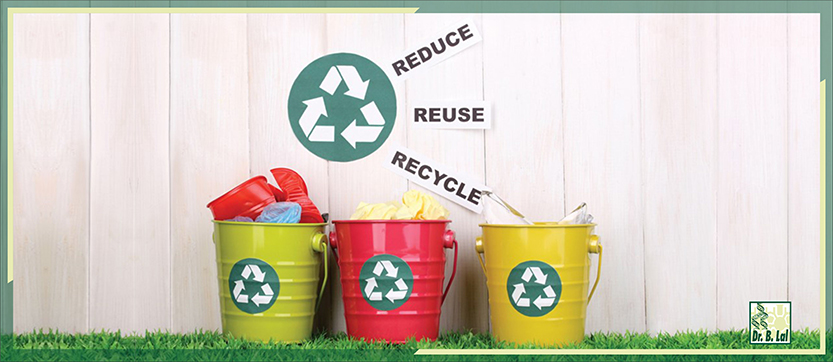 REDUCE
REUSE
RECYCLE
Dr. B. Lal